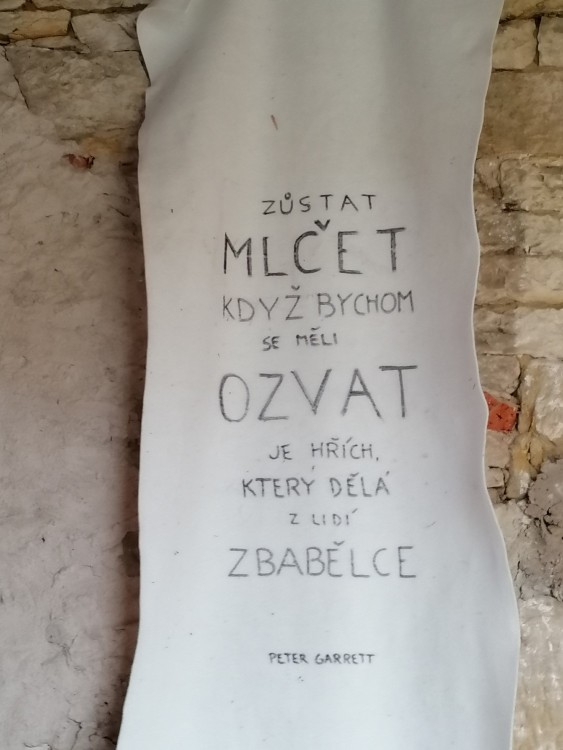 ZŮSTAT
MLČET
KDYŽ BYCHOM
SE MĚLI
OZVAT
JE HŘÍCH,
KTERÝ DĚLÁ
Z LIDÍ
ZBABĚLCE
PETER GARRETT